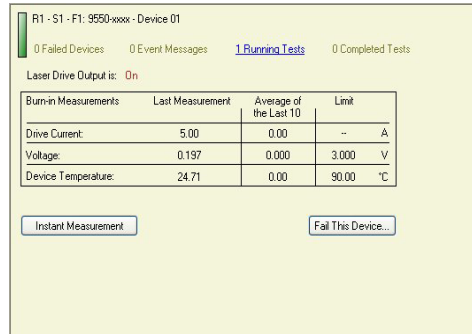 R1 - S1 - F1: 9550-xxxx - Device 01
0 Failed Devices 0 Event Messages 1 Running Tests 0 Completed Tests
Laser Drive Output is: On
Burn-in Measurements Last Measurement Average of the Last 10 Limit
Drive Current: 5.00 0.00 -- A
Voltage: 0.197 0.000 3.000 V
Device Temperature: 24.71 0.00 90.00 °C
Instant Measurement Fail This Device...